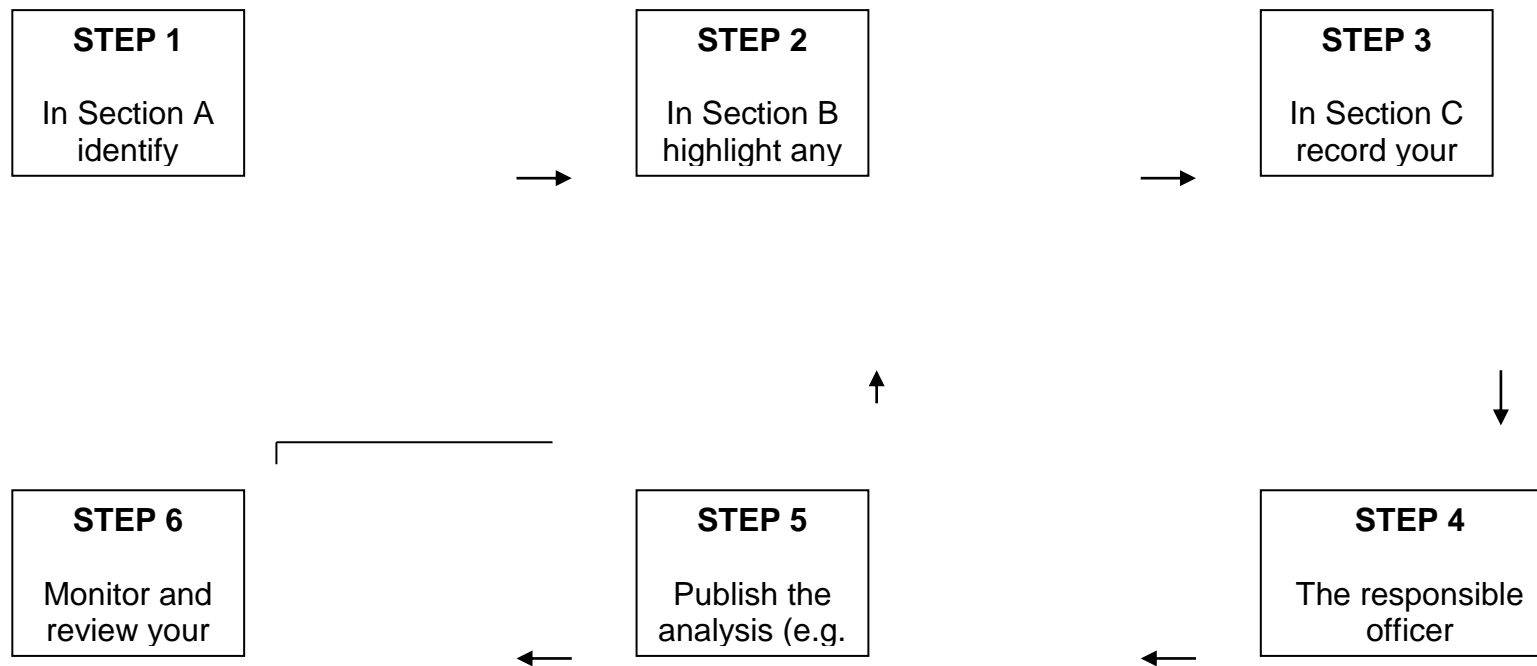 STEP 1
In Section A
identify
STEP 2
In Section B
highlight any
STEP 3
In Section C
record your
STEP 6
Monitor and
review your
STEP 5
Publish the
analysis (e.g.
STEP 4
The responsible
officer